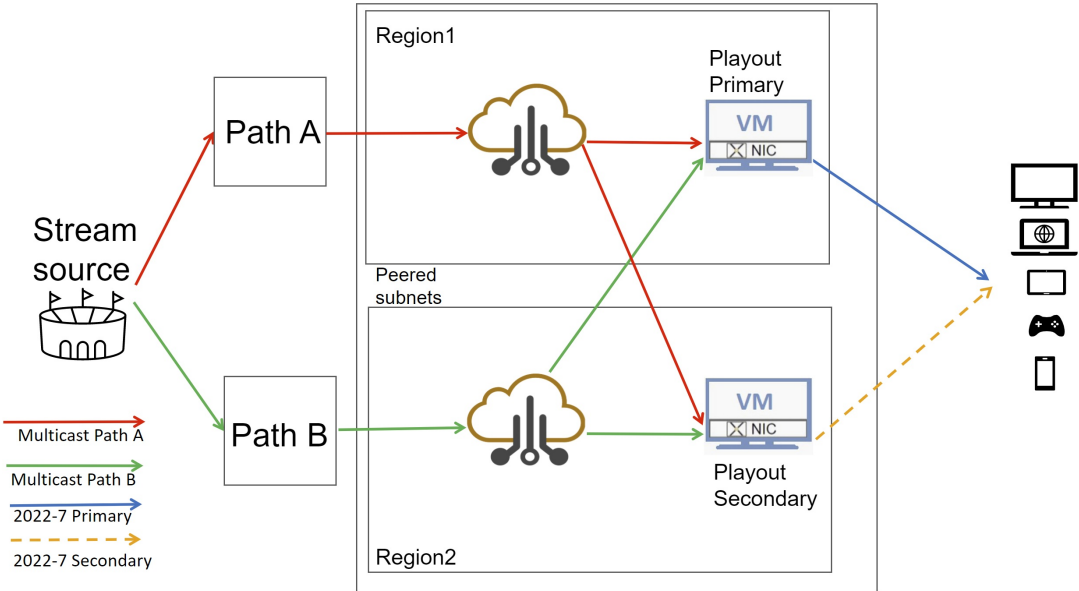 Region1
Playout
Primary
VM
NIC
Path A
Stream
source
Peered
subnets
Path B
VM
NIC
Playout
Secondary
Region2
Multicast Path A
Multicast Path B
2022-7 Primary
2022-7 Secondary